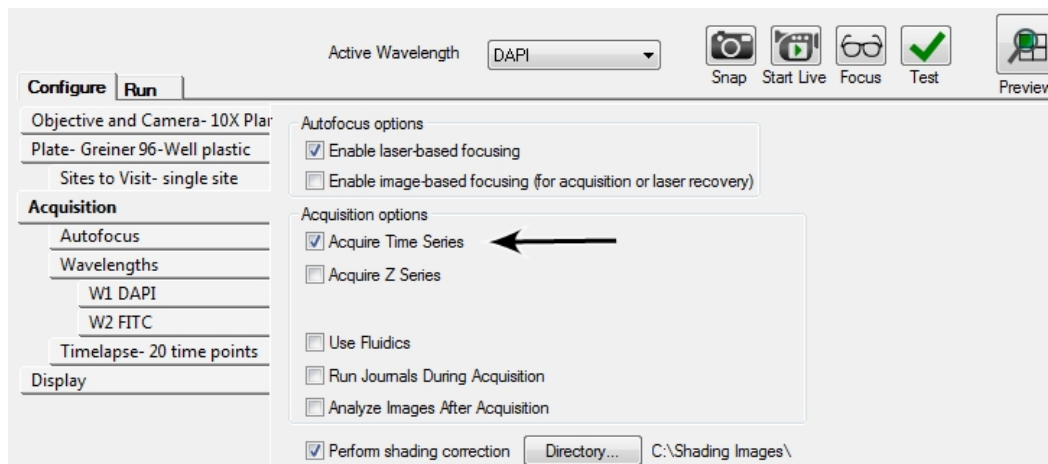 Active Wavelength DAPI
Snap Start Live Focus Test Preview
Configure Run
Objective and Camera- 10X Plan
Plate- Greiner 96-Well plastic
Sites to Visit- single site
Acquisition
Autofocus
Wavelengths
W1 DAPI
W2 FITC
Timelapse- 20 time points
Display
Autofocus options
Enable laser-based focusing
Enable image-based focusing (for acquisition or laser recovery)
Acquisition options
Acquire Time Series
Acquire Z Series
Use Fluidics
Run Journals During Acquisition
Analyze Images After Acquisition
Perform shading correction Directory... C:\Shading Images\